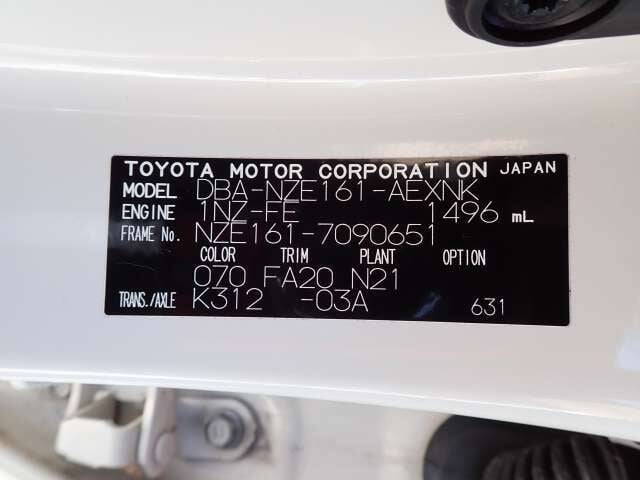 TOYOTA MOTOR CORPORATION JAPAN
MODEL DBA-NZE161-AEXNK
ENGINE 1NZ-FE 1496 mL
FRAME No. NZE161-7090651
COLOR TRIM PLANT OPTION
070 FA20 N21
TRANS./AXLE K312 -03A 631